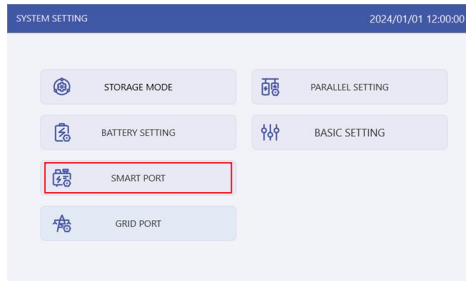 SYSTEM SETTING 2024/01/01 12:00:00
STORAGE MODE PARALLEL SETTING
BATTERY SETTING BASIC SETTING
SMART PORT
GRID PORT